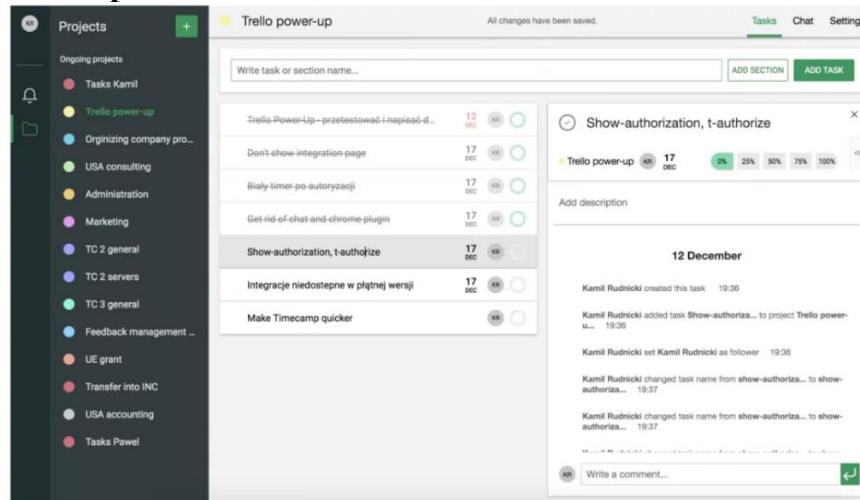 KR
Projects
+
Ongoing projects
Tasks Kamil
Trello power-up
Orginizing company pro...
USA consulting
Administration
Marketing
TC 2 general
TC 2 servers
TC 3 general
Feedback management ...
UE grant
Transfer into INC
USA accounting
Tasks Pawel
Trello power-up
All changes have been saved.
Tasks Chat Setting
Write task or section name...
ADD SECTION ADD TASK
Trello Power-Up - przetestować i napisać d... 12 DEC KR
Don't show integration page 17 DEC KR
Biały timer po autoryzacji 17 DEC KR
Get rid of chat and chrome plugin 17 DEC KR
Show-authorization, t-authorize 17 DEC KR
Integracje niedostepne w płątnej wersji 17 DEC KR
Make Timecamp quicker KR
Show-authorization, t-authorize
Trello power-up KR 17 DEC 0% 25% 50% 75% 100%
Add description
12 December
Kamil Rudnicki created this task 19:36
Kamil Rudnicki added task Show-authoriza... to project Trello power-
u... 19:36
Kamil Rudnicki set Kamil Rudnicki as follower 19:36
Kamil Rudnicki changed task name from show-authoriza... to show-
authoriza... 19:37
Kamil Rudnicki changed task name from show-authoriza... to show-
authoriza... 19:37
KR Write a comment...